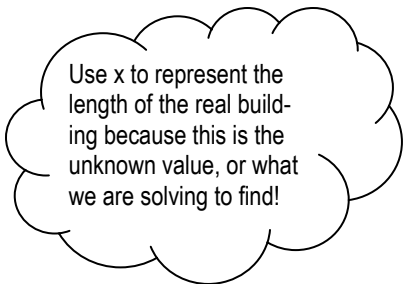 Use x to represent the
length of the real build-
ing because this is the
unknown value, or what
we are solving to find!